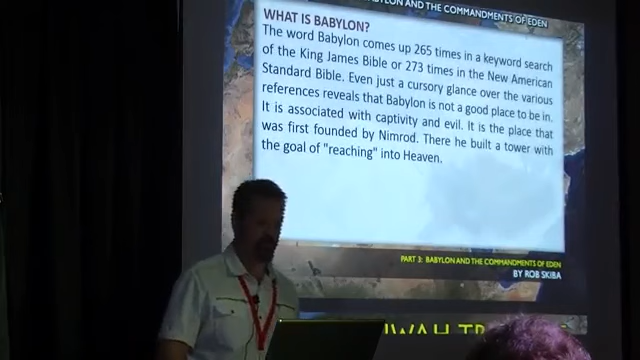 BABYLON AND THE COMMANDMENTS OF EDEN
WHAT IS BABYLON?
The word Babylon comes up 265 times in a keyword search
of the King James Bible or 273 times in the New American
Standard Bible. Even just a cursory glance over the various
references reveals that Babylon is not a good place to be in.
It is associated with captivity and evil. It is the place that
was first founded by Nimrod. There he built a tower with
the goal of "reaching" into Heaven.
PART 3: BABYLON AND THE COMMANDMENTS OF EDEN
BY ROB SKIBA